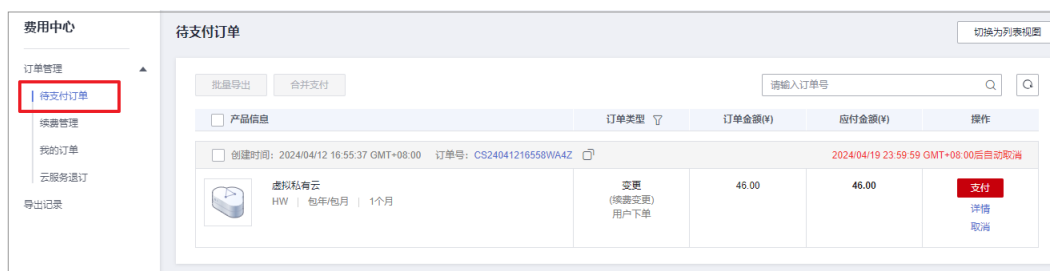 费用中心
待支付订单
切换为列表视图
订单管理
待支付订单
续费管理
我的订单
云服务退订
导出记录
批量导出
合并支付
请输入订单号
产品信息
订单类型
订单金额(¥)
应付金额(¥)
操作
创建时间：2024/04/12 16:55:37 GMT+08:00 订单号：CS24041216558WA4Z
2024/04/19 23:59:59 GMT+08:00后自动取消
虚拟私有云
HW | 包年/包月 | 1个月
变更
(续费变更)
用户下单
46.00
46.00
支付
详情
取消